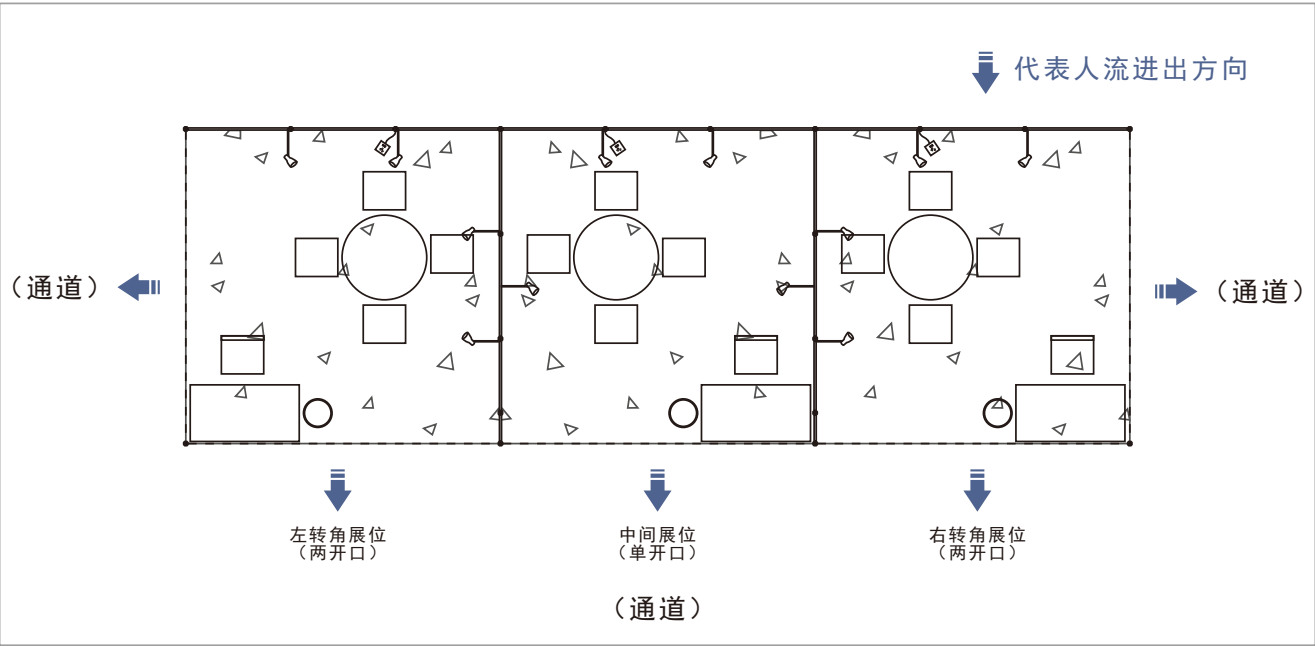 代表人流进出方向
（通道）
（通道）
左转角展位
（两开口）
中间展位
（单开口）
右转角展位
（两开口）
（通道）